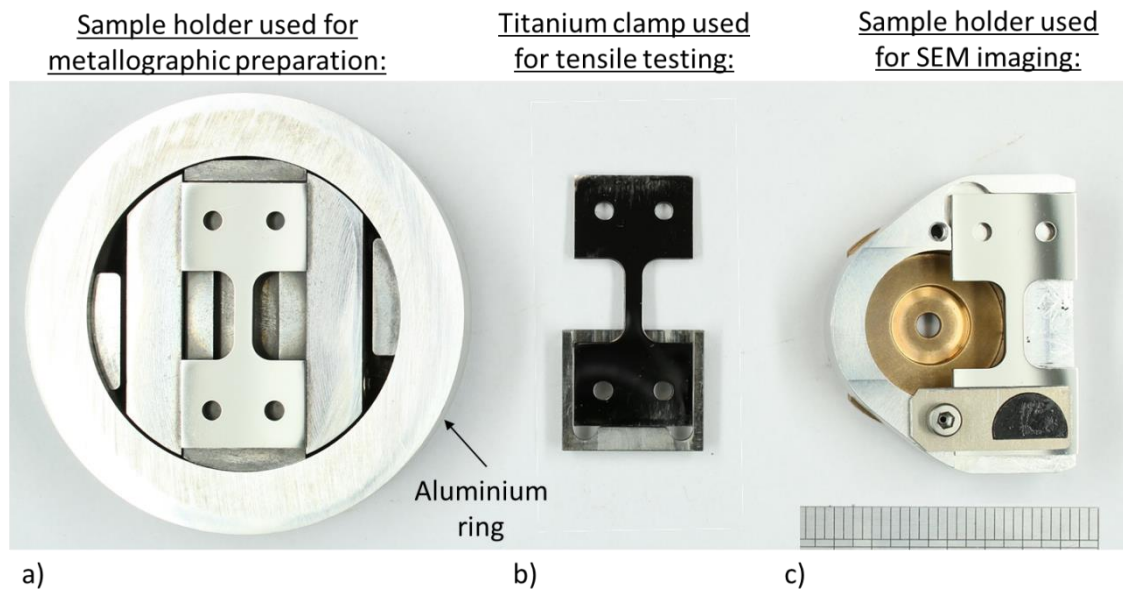 Sample holder used for
metallographic preparation:
Titanium clamp used
for tensile testing:
Sample holder used
for SEM imaging:
Aluminium
ring
a)
b)
c)